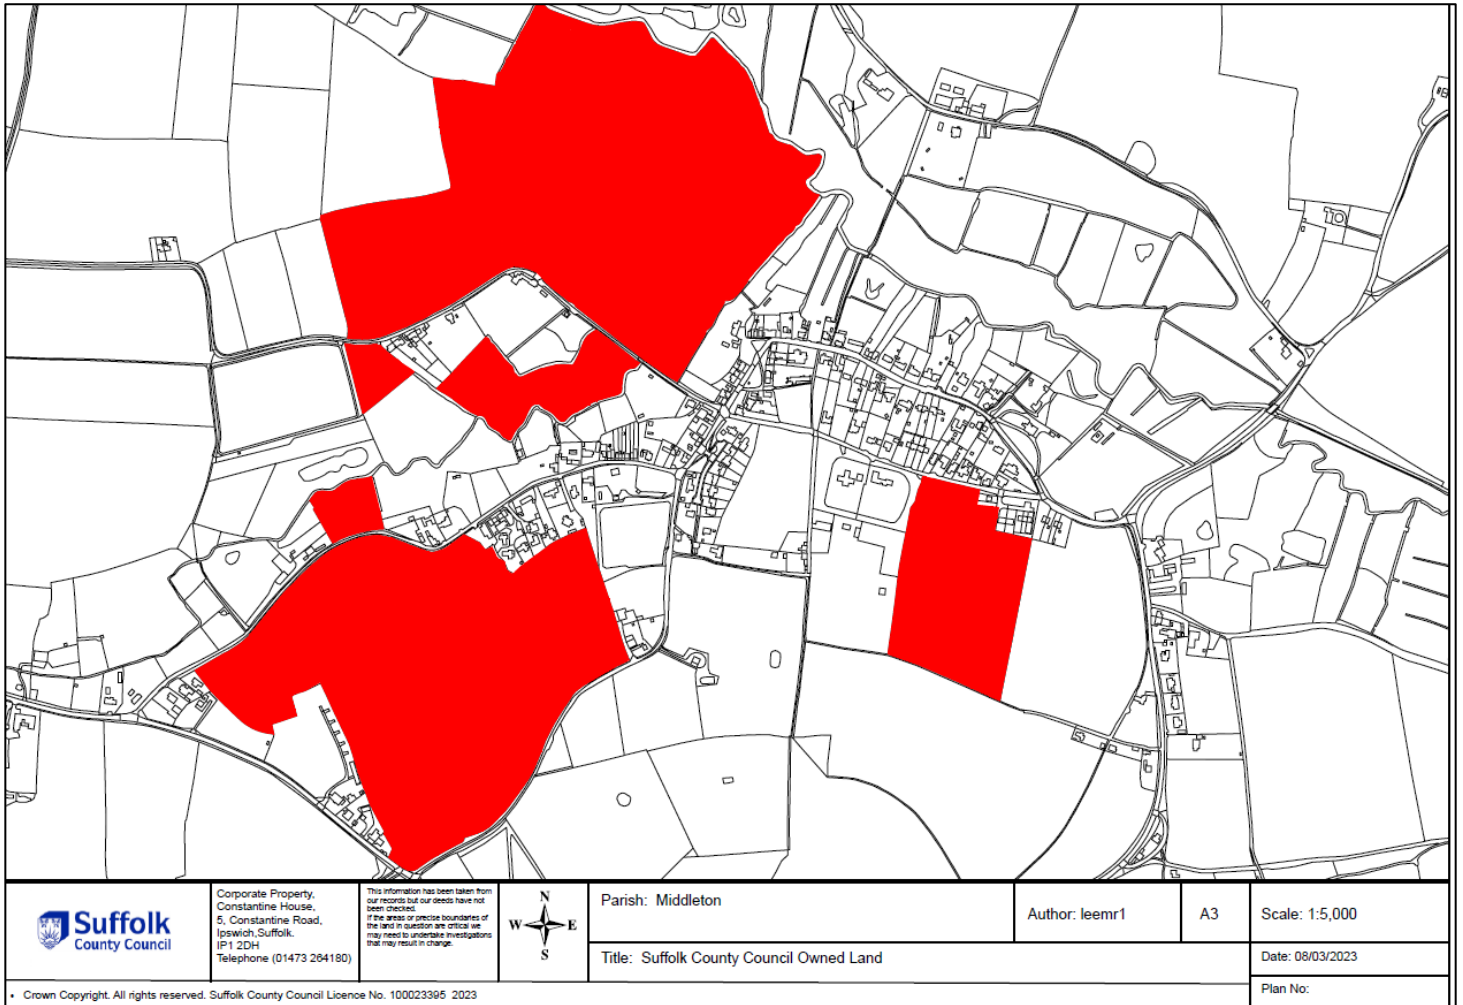 Suffolk
County Council
Corporate Property,
Constantine House,
5, Constantine Road,
Ipswich,Suffolk.
IP1 2DH
Telephone (01473 264180)
This information has been taken from
our records but our deeds have not
been checked.
If the areas or precise boundaries of
the land in question are critical we
may need to undertake investigations
that may result in change.
N
W E
S
Parish: Middleton
Title: Suffolk County Council Owned Land
Author: leemr1
A3
Scale: 1:5,000
Date: 08/03/2023
Plan No:
• Crown Copyright. All rights reserved. Suffolk County Council Licence No. 100023395 2023